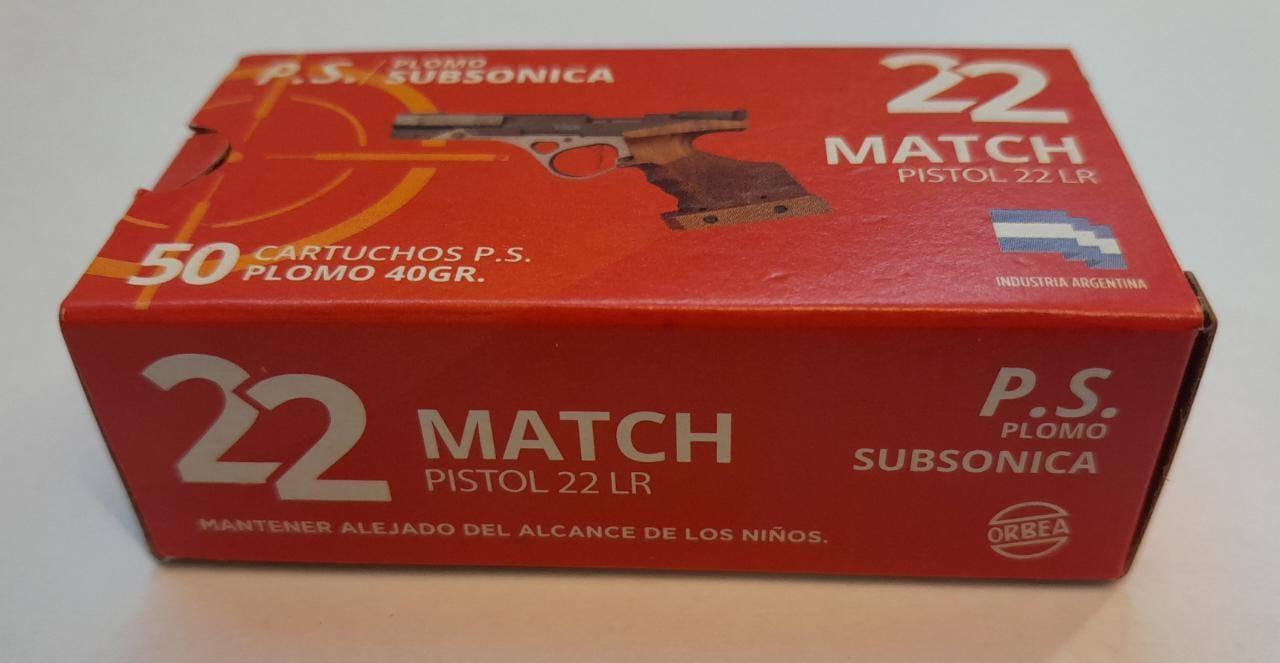 P.S. / PLOMO
SUBSONICA
22
MATCH
PISTOL 22 LR
50 CARTUCHOS P.S.
PLOMO 40GR.
INDUSTRIA ARGENTINA
22 MATCH
PISTOL 22 LR
MANTENER ALEJADO DEL ALCANCE DE LOS NIÑOS.
P.S.
PLOMO
SUBSONICA
ORBEA